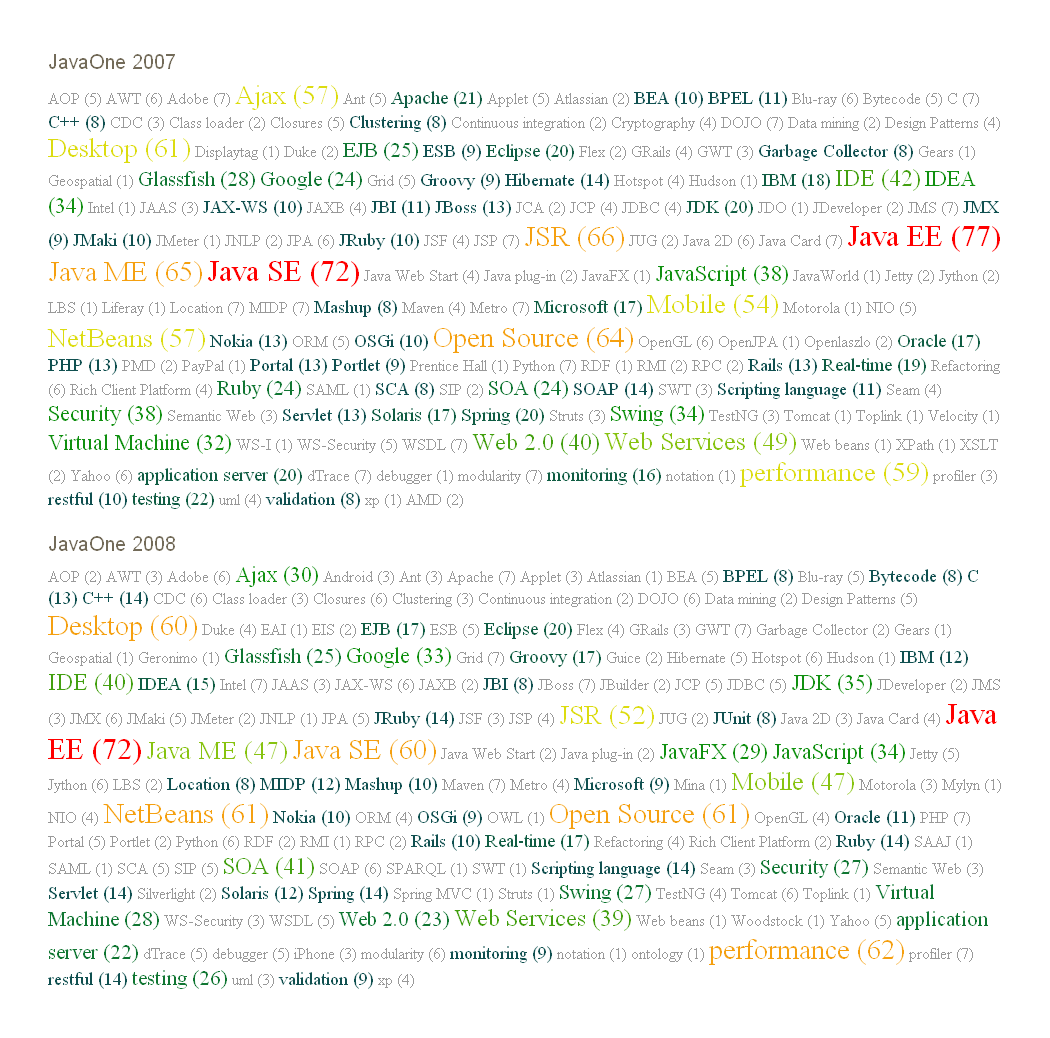 JavaOne 2007
AOP (5) AWT (6) Adobe (7) Ajax (57) Ant (5) Apache (21) Applet (5) Atlassian (2) BEA (10) BPEL (11) Blu-ray (6) Bytecode (5) C (7)
C++ (8) CDC (3) Class loader (2) Closures (5) Clustering (8) Continuous integration (2) Cryptography (4) DOJO (7) Data mining (2) Design Patterns (4)
Desktop (61) Displaytag (1) Duke (2) EJB (25) ESB (9) Eclipse (20) Flex (2) GRails (4) GWT (3) Garbage Collector (8) Gears (1)
Geospatial (1) Glassfish (28) Google (24) Grid (5) Groovy (9) Hibernate (14) Hotspot (4) Hudson (1) IBM (18) IDE (42) IDEA
(34) Intel (1) JAAS (3) JAX-WS (10) JAXB (4) JBI (11) JBoss (13) JCA (2) JCP (4) JDBC (4) JDK (20) JDO (1) JDeveloper (2) JMS (7) JMX
(9) JMaki (10) JMeter (1) JNLP (2) JPA (6) JRuby (10) JSF (4) JSP (7) JSR (66) JUG (2) Java 2D (6) Java Card (7) Java EE (77)
Java ME (65) Java SE (72) Java Web Start (4) Java plug-in (2) JavaFX (1) JavaScript (38) JavaWorld (1) Jetty (2) Jython (2)
LBS (1) Liferay (1) Location (7) MIDP (7) Mashup (8) Maven (4) Metro (7) Microsoft (17) Mobile (54) Motorola (1) NIO (5)
NetBeans (57) Nokia (13) ORM (5) OSGi (10) Open Source (64) OpenGL (6) OpenJPA (1) Openlaszlo (2) Oracle (17)
PHP (13) PMD (2) PayPal (1) Portal (13) Portlet (9) Prentice Hall (1) Python (7) RDF (1) RMI (2) RPC (2) Rails (13) Real-time (19) Refactoring
(6) Rich Client Platform (4) Ruby (24) SAML (1) SCA (8) SIP (2) SOA (24) SOAP (14) SWT (3) Scripting language (11) Seam (4)
Security (38) Semantic Web (3) Servlet (13) Solaris (17) Spring (20) Struts (3) Swing (34) TestNG (3) Tomcat (1) Toplink (1) Velocity (1)
Virtual Machine (32) WS-I (1) WS-Security (5) WSDL (7) Web 2.0 (40) Web Services (49) Web beans (1) XPath (1) XSLT
(2) Yahoo (6) application server (20) dTrace (7) debugger (1) modularity (7) monitoring (16) notation (1) performance (59) profiler (3)
restful (10) testing (22) uml (4) validation (8) xp (1) AMD (2)
JavaOne 2008
AOP (2) AWT (3) Adobe (6) Ajax (30) Android (3) Ant (3) Apache (7) Applet (3) Atlassian (1) BEA (5) BPEL (8) Blu-ray (5) Bytecode (8) C
(13) C++ (14) CDC (6) Class loader (3) Closures (6) Clustering (3) Continuous integration (2) DOJO (6) Data mining (2) Design Patterns (5)
Desktop (60) Duke (4) EAI (1) EIS (2) EJB (17) ESB (5) Eclipse (20) Flex (4) GRails (3) GWT (7) Garbage Collector (2) Gears (1)
Geospatial (1) Geronimo (1) Glassfish (25) Google (33) Grid (7) Groovy (17) Guice (2) Hibernate (5) Hotspot (6) Hudson (1) IBM (12)
IDE (40) IDEA (15) Intel (7) JAAS (3) JAX-WS (6) JAXB (2) JBI (8) JBoss (7) JBuilder (2) JCP (5) JDBC (5) JDK (35) JDeveloper (2) JMS
(3) JMX (6) JMaki (5) JMeter (2) JNLP (1) JPA (5) JRuby (14) JSF (3) JSP (4) JSR (52) JUG (2) JUnit (8) Java 2D (3) Java Card (4) Java
EE (72) Java ME (47) Java SE (60) Java Web Start (2) Java plug-in (2) JavaFX (29) JavaScript (34) Jetty (5)
Jython (6) LBS (2) Location (8) MIDP (12) Mashup (10) Maven (7) Metro (4) Microsoft (9) Mina (1) Mobile (47) Motorola (3) Mylyn (1)
NIO (4) NetBeans (61) Nokia (10) ORM (4) OSGi (9) OWL (1) Open Source (61) OpenGL (4) Oracle (11) PHP (7)
Portal (5) Portlet (2) Python (6) RDF (2) RMI (1) RPC (2) Rails (10) Real-time (17) Refactoring (4) Rich Client Platform (2) Ruby (14) SAAJ (1)
SAML (1) SCA (5) SIP (5) SOA (41) SOAP (6) SPARQL (1) SWT (1) Scripting language (14) Seam (3) Security (27) Semantic Web (3)
Servlet (14) Silverlight (2) Solaris (12) Spring (14) Spring MVC (1) Struts (1) Swing (27) TestNG (4) Tomcat (6) Toplink (1) Virtual
Machine (28) WS-Security (3) WSDL (5) Web 2.0 (23) Web Services (39) Web beans (1) Woodstock (1) Yahoo (5) application
server (22) dTrace (5) debugger (5) iPhone (3) modularity (6) monitoring (9) notation (1) ontology (1) performance (62) profiler (7)
restful (14) testing (26) uml (3) validation (9) xp (4)